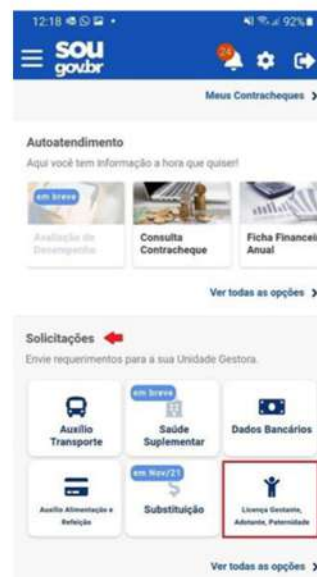 12:18
92%
sou
gov.br
24
Meus Contracheques >
Autoatendimento
Aqui você tem informação a hora que quiser!
em breve
Avaliação de
Desempenho
Consulta
Contracheque
Ficha Financeir
Anual
Ver todas as opções >
Solicitações
Envie requerimentos para a sua Unidade Gestora.
Auxílio
Transporte
em breve
Saúde
Suplementar
Dados Bancários
Auxílio Alimentação e
Refeição
em Nov/21
Substituição
Licença Gestante,
Adotante, Paternidade
Ver todas as opções >